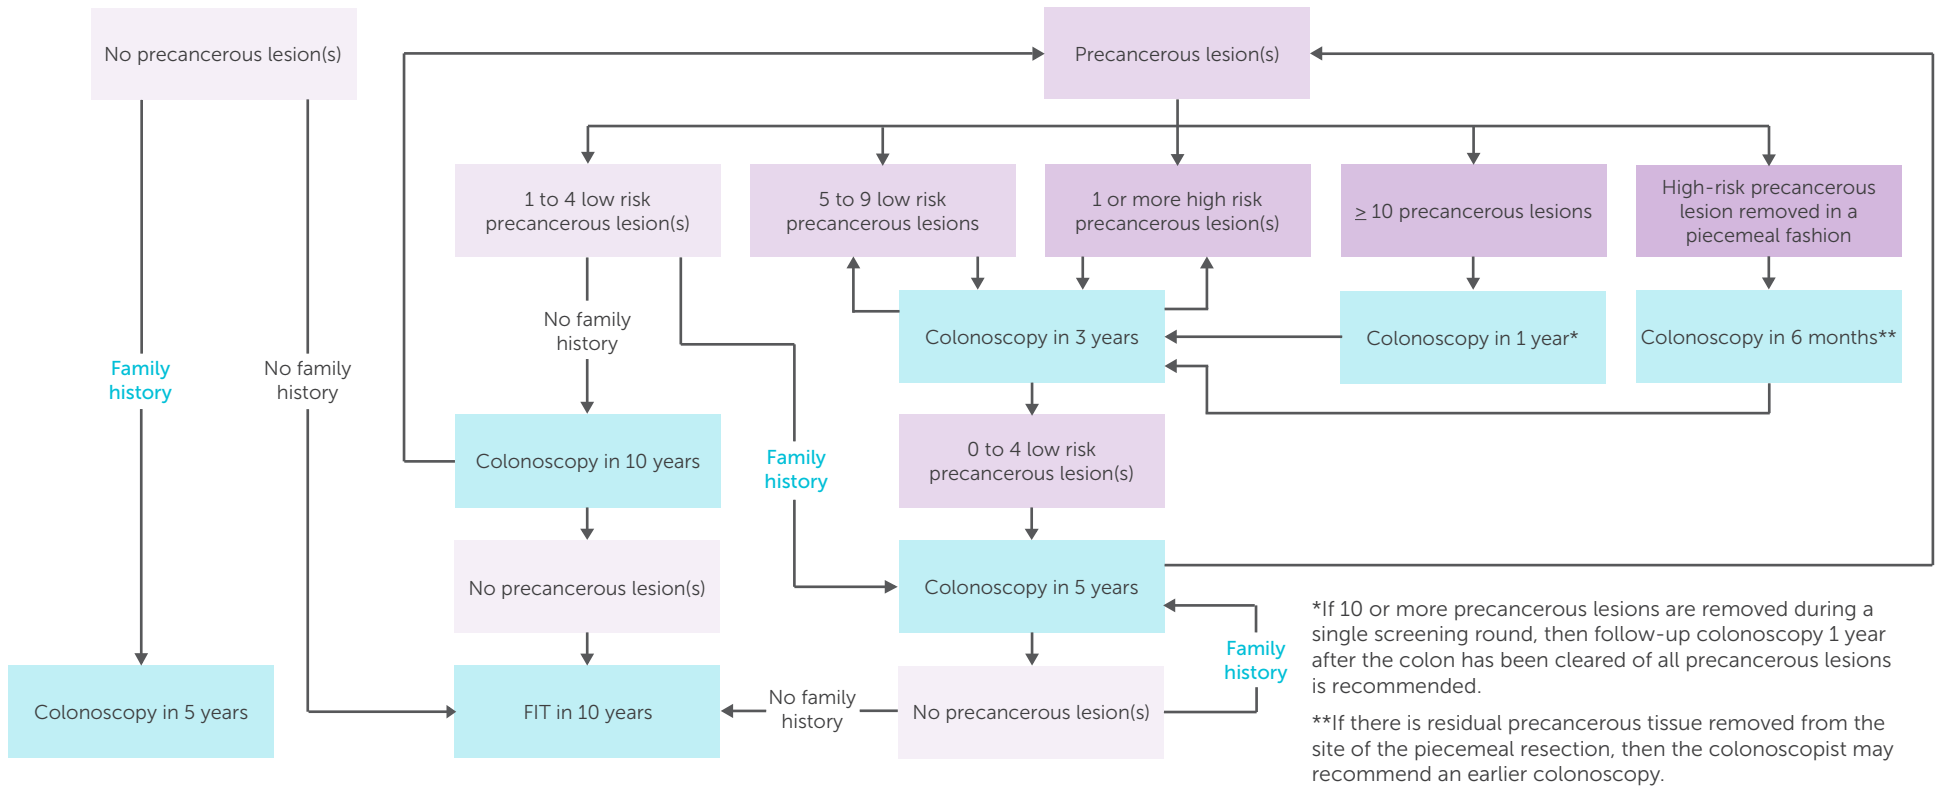 No precancerous lesion(s)
Precancerous lesion(s)
1 to 4 low risk
precancerous lesion(s)
5 to 9 low risk
precancerous lesions
1 or more high risk
precancerous lesion(s)
≥ 10 precancerous lesions
High-risk precancerous
lesion removed in a
piecemeal fashion
No family
history
Colonoscopy in 3 years
Colonoscopy in 1 year*
Colonoscopy in 6 months**
Family
history
No family
history
Colonoscopy in 10 years
Family
history
0 to 4 low risk
precancerous lesion(s)
No precancerous lesion(s)
Colonoscopy in 5 years
Family
history
Colonoscopy in 5 years
FIT in 10 years
No family
history
No precancerous lesion(s)
*If 10 or more precancerous lesions are removed during a
single screening round, then follow-up colonoscopy 1 year
after the colon has been cleared of all precancerous lesions
is recommended.
**If there is residual precancerous tissue removed from the
site of the piecemeal resection, then the colonoscopist may
recommend an earlier colonoscopy.